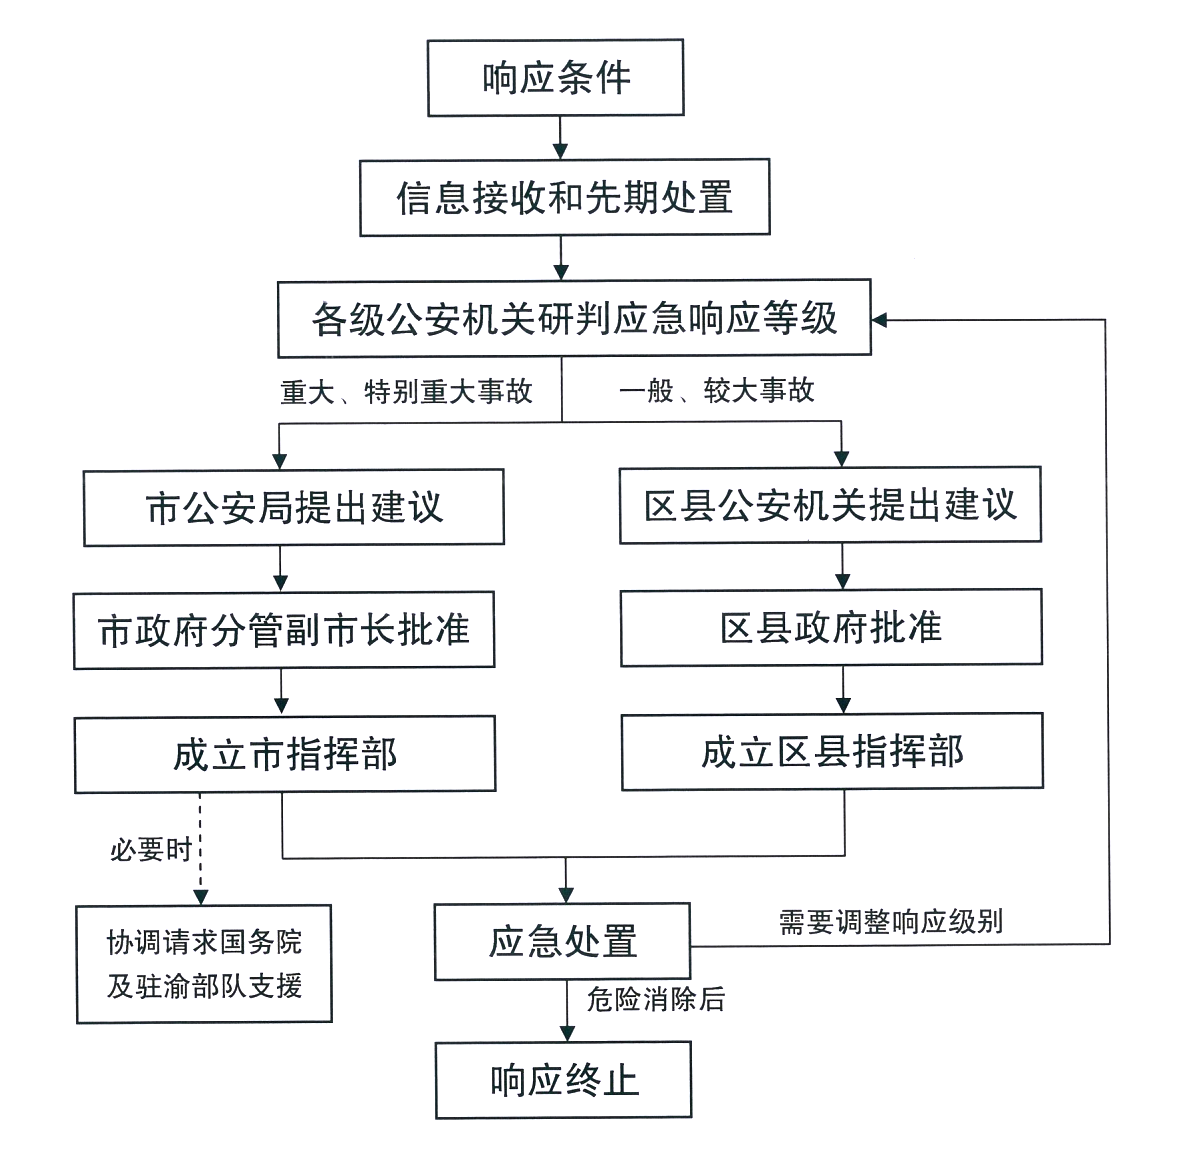 响应条件
信息接收和先期处置
各级公安机关研判应急响应等级
重大、特别重大事故
一般、较大事故
市公安局提出建议
区县公安机关提出建议
市政府分管副市长批准
区县政府批准
成立市指挥部
成立区县指挥部
必要时
协调请求国务院
及驻渝部队支援
应急处置
需要调整响应级别
危险消除后
响应终止